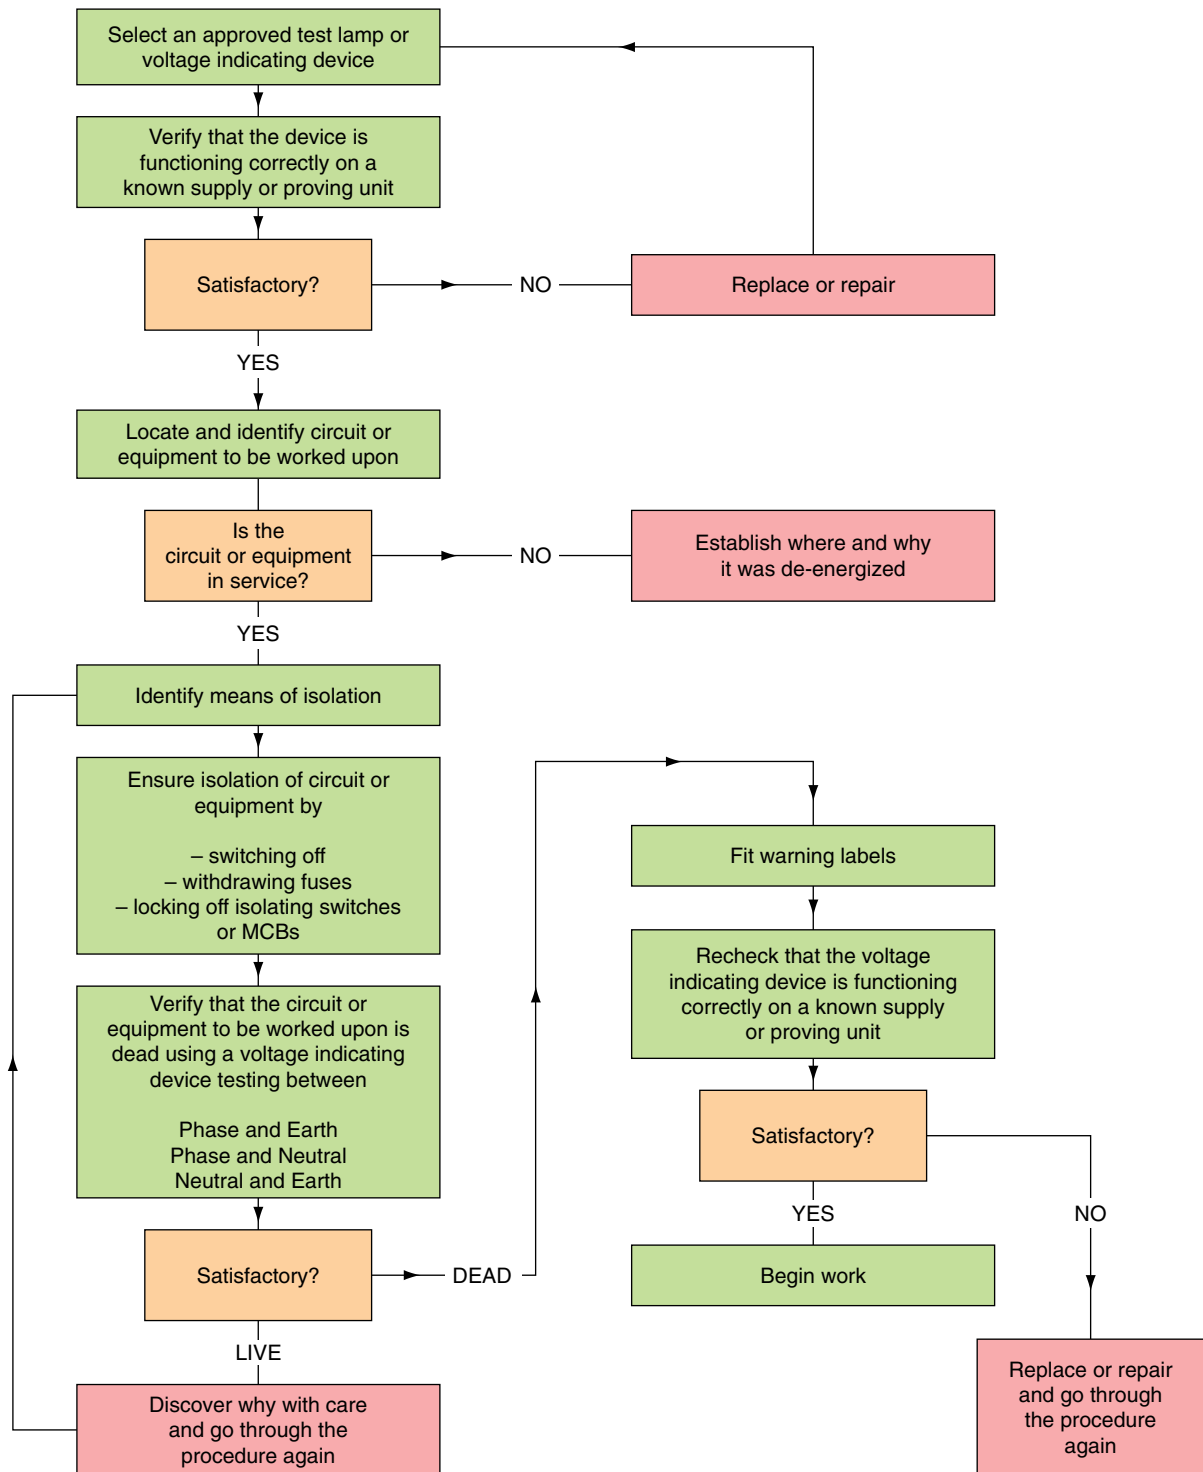 Select an approved test lamp or
voltage indicating device
Verify that the device is
functioning correctly on a
known supply or proving unit
Satisfactory?
NO
Replace or repair
YES
Locate and identify circuit or
equipment to be worked upon
Is the
circuit or equipment
in service?
NO
Establish where and why
it was de-energized
YES
Identify means of isolation
Ensure isolation of circuit or
equipment by
– switching off
– withdrawing fuses
– locking off isolating switches
or MCBs
Verify that the circuit or
equipment to be worked upon is
dead using a voltage indicating
device testing between
Phase and Earth
Phase and Neutral
Neutral and Earth
Satisfactory?
DEAD
LIVE
Discover why with care
and go through the
procedure again
Fit warning labels
Recheck that the voltage
indicating device is functioning
correctly on a known supply
or proving unit
Satisfactory?
YES
NO
Begin work
Replace or repair
and go through
the procedure
again